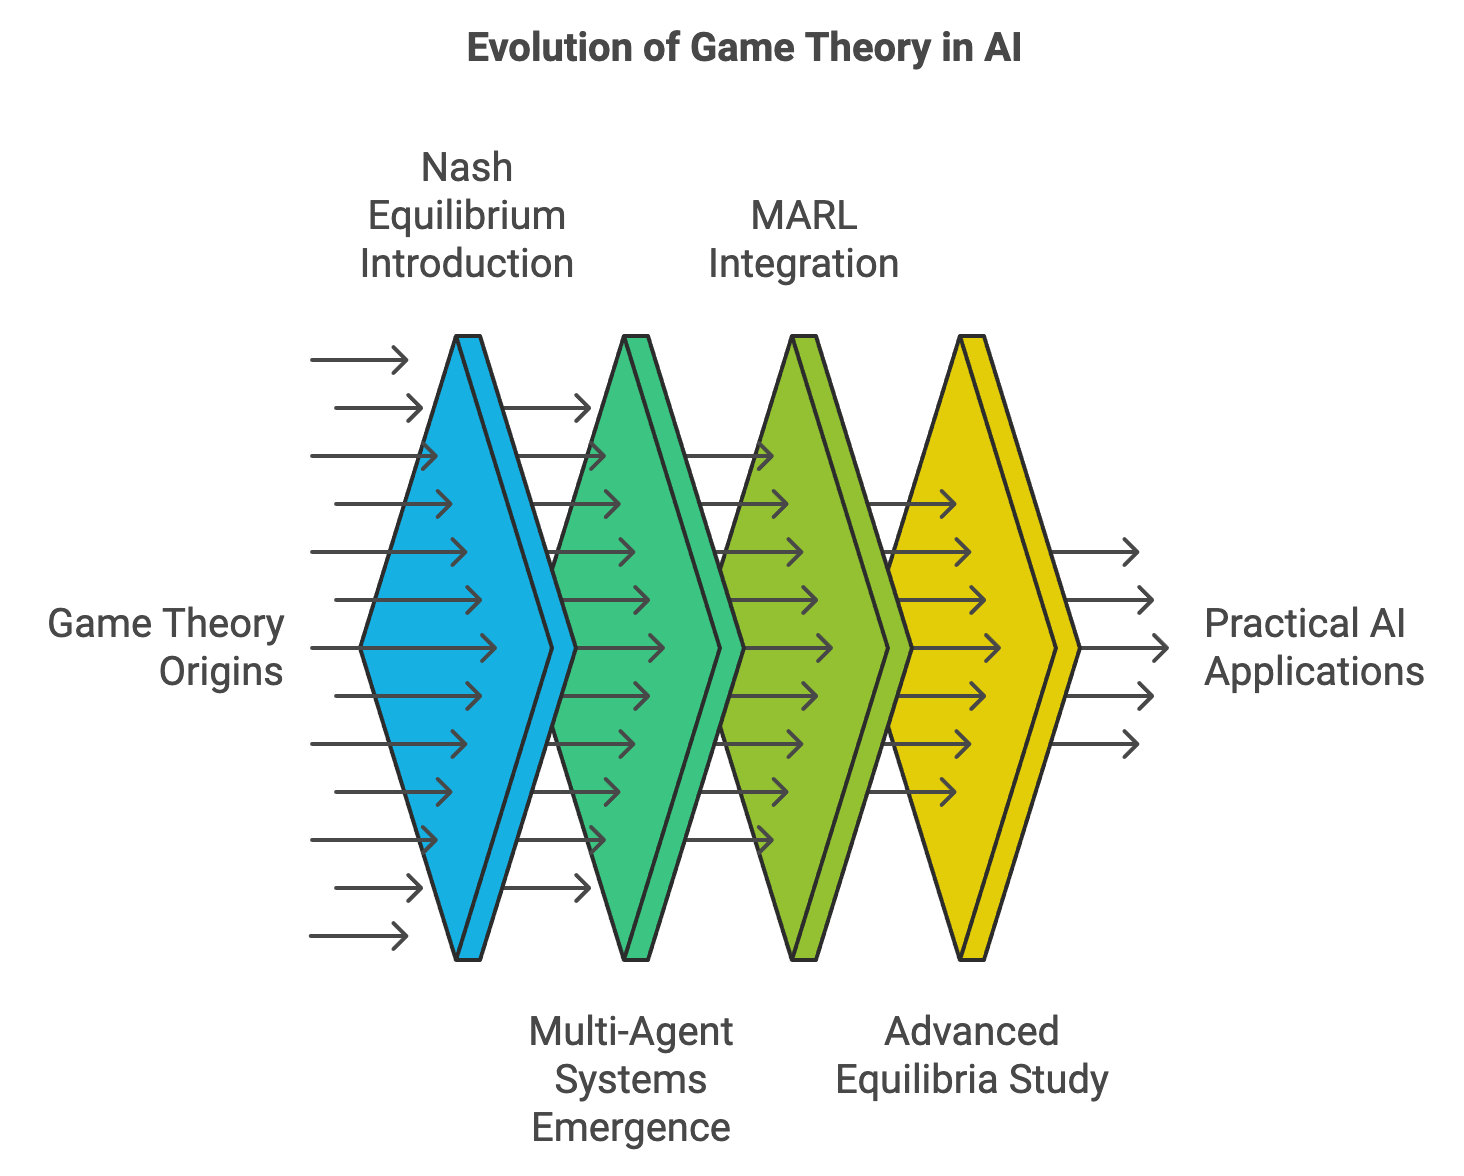 Evolution of Game Theory in AI
Nash
Equilibrium
Introduction
MARL
Integration
Game Theory
Origins
Practical AI
Applications
Multi-Agent
Systems
Emergence
Advanced
Equilibria Study